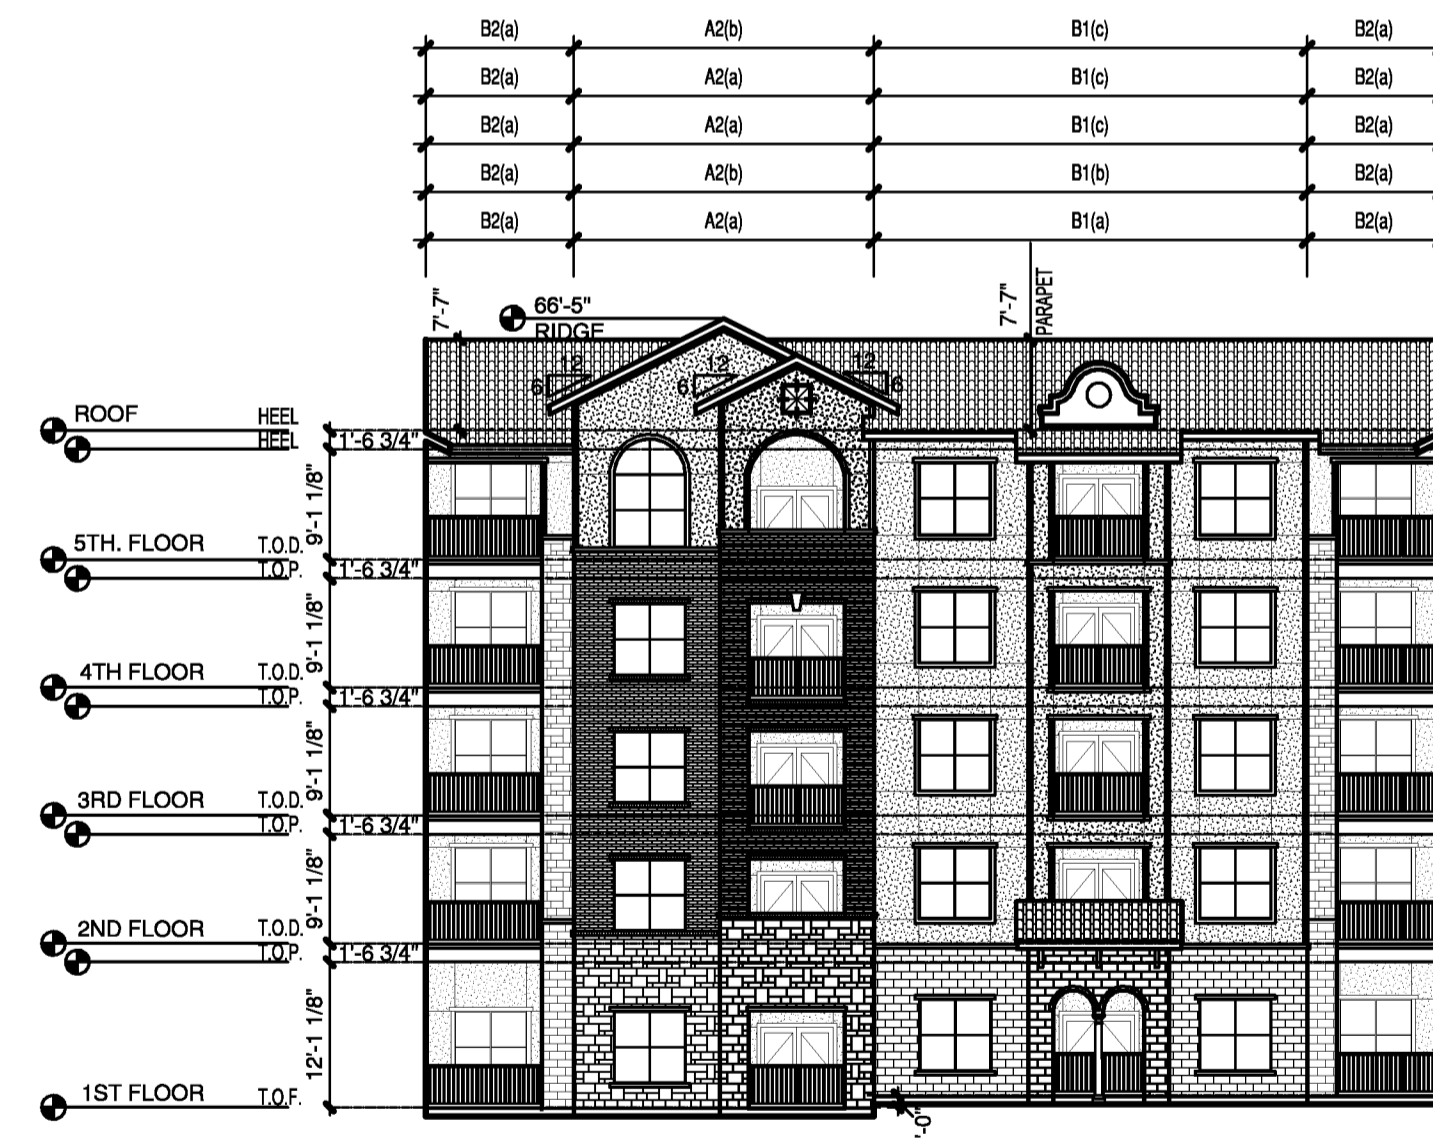 B2(a) A2(b) B1(c) B2(a)
B2(a) A2(a) B1(c) B2(a)
B2(a) A2(a) B1(c) B2(a)
B2(a) A2(b) B1(b) B2(a)
B2(a) A2(a) B1(a) B2(a)
7'-7"
66'-5"
RIDGE
7'-7"
PARAPET
12
6
12
6
12
6
ROOF HEEL
HEEL 1'-6 3/4"
9'-1 1/8"
5TH. FLOOR T.O.D.
T.O.P. 1'-6 3/4"
9'-1 1/8"
4TH FLOOR T.O.D.
T.O.P. 1'-6 3/4"
9'-1 1/8"
3RD FLOOR T.O.D.
T.O.P. 1'-6 3/4"
9'-1 1/8"
2ND FLOOR T.O.D.
T.O.P. 1'-6 3/4"
12'-1 1/8"
1ST FLOOR T.O.F.
'-0"